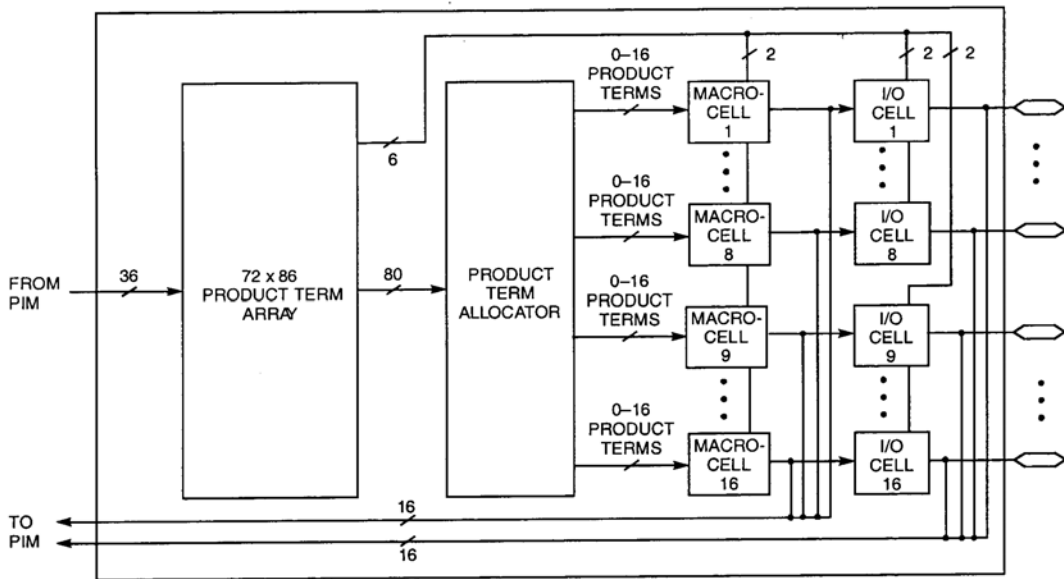 0–16
PRODUCT
TERMS
2
2
2
MACRO-
CELL
1
I/O
CELL
1
6
0–16
PRODUCT
TERMS
MACRO-
CELL
8
I/O
CELL
8
FROM
PIM
36
72 x 86
PRODUCT TERM
ARRAY
80
PRODUCT
TERM
ALLOCATOR
0–16
PRODUCT
TERMS
MACRO-
CELL
9
I/O
CELL
9
0–16
PRODUCT
TERMS
MACRO-
CELL
16
I/O
CELL
16
TO
PIM
16
16